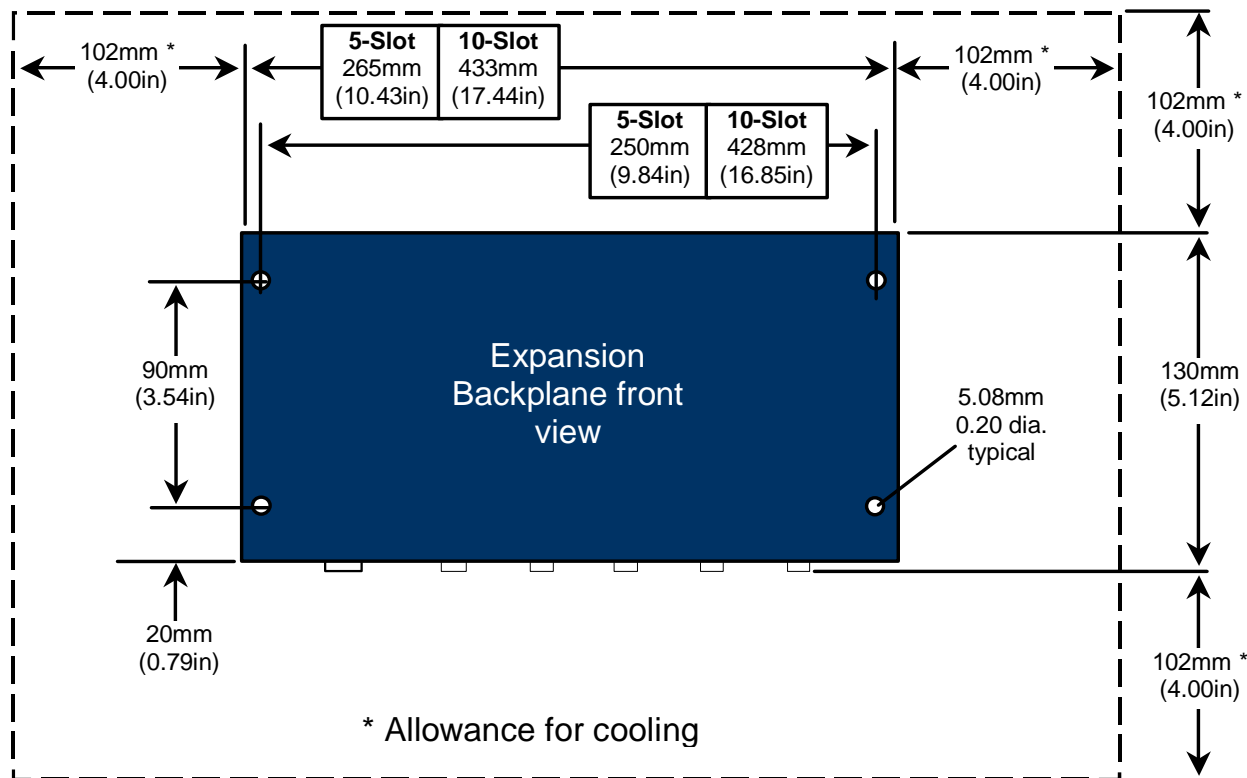 102mm *
(4.00in)
5-Slot
265mm
(10.43in)
10-Slot
433mm
(17.44in)
102mm *
(4.00in)
102mm *
(4.00in)
5-Slot
250mm
(9.84in)
10-Slot
428mm
(16.85in)
90mm
(3.54in)
Expansion
Backplane front
view
5.08mm
0.20 dia.
typical
130mm
(5.12in)
20mm
(0.79in)
102mm *
(4.00in)
* Allowance for cooling